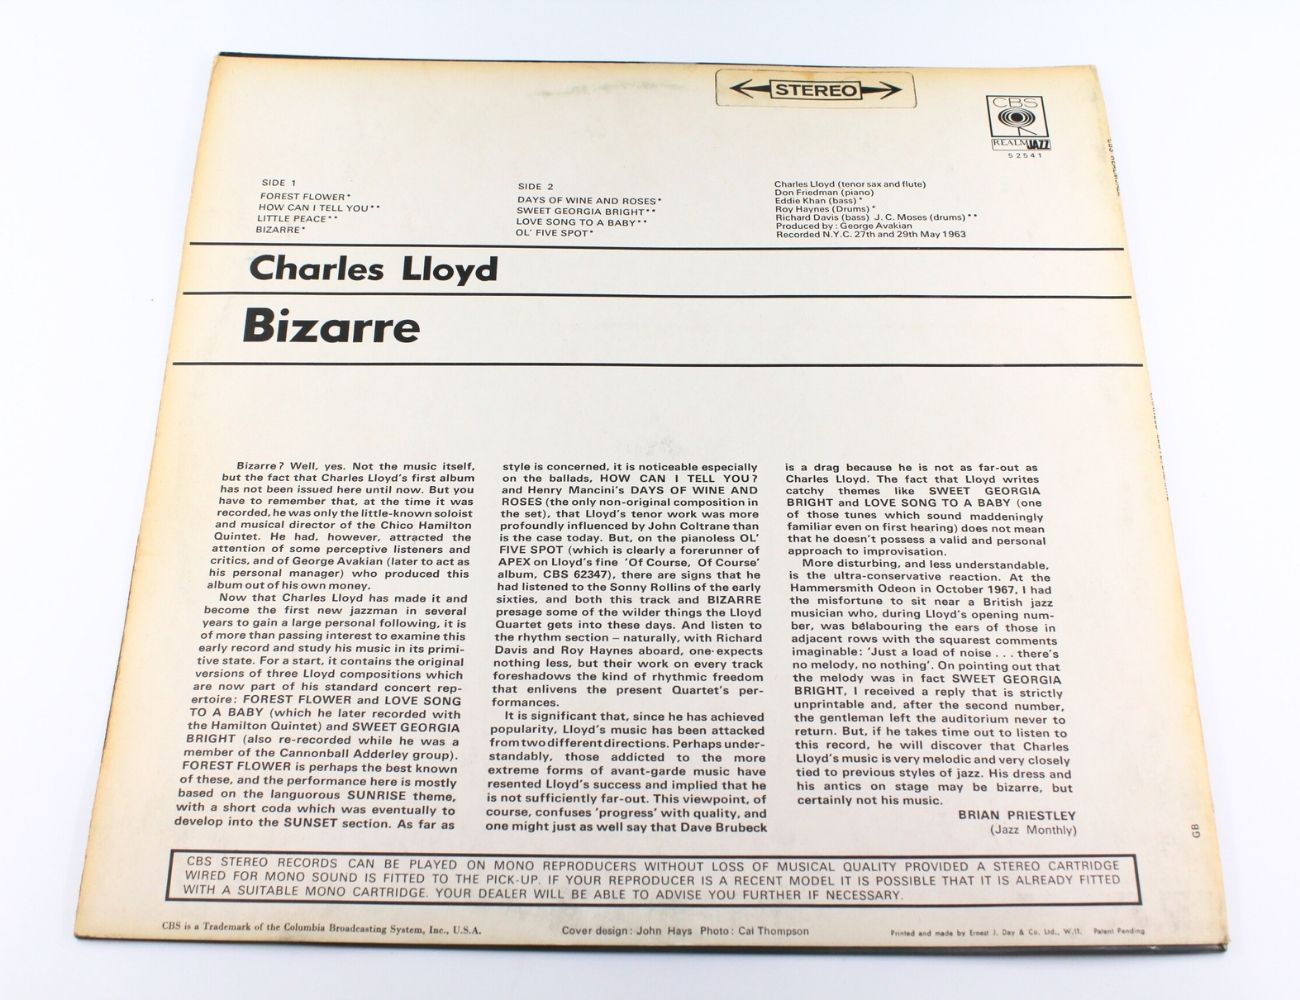 STEREO
CBS
REALM JAZZ
52541
SIDE 1
FOREST FLOWER*
HOW CAN I TELL YOU**
LITTLE PEACE**
BIZARRE*
SIDE 2
DAYS OF WINE AND ROSES*
SWEET GEORGIA BRIGHT**
LOVE SONG TO A BABY**
OL' FIVE SPOT*
Charles Lloyd (tenor sax and flute)
Don Friedman (piano)
Eddie Khan (bass)*
Roy Haynes (Drums)*
Richard Davis (bass) J. C. Moses (drums)**
Produced by: George Avakian
Recorded N.Y.C. 27th and 29th May 1963
Charles Lloyd
Bizarre
Bizarre? Well, yes. Not the music itself,
but the fact that Charles Lloyd's first album
has not been issued here until now. But you
have to remember that, at the time it was
recorded, he was only the little-known soloist
and musical director of the Chico Hamilton
Quintet. He had, however, attracted the
attention of some perceptive listeners and
critics, and of George Avakian (later to act as
his personal manager) who produced this
album out of his own money.
Now that Charles Lloyd has made it and
become the first new jazzman in several
years to gain a large personal following, it is
of more than passing interest to examine this
early record and study his music in its primi-
tive state. For a start, it contains the original
versions of three Lloyd compositions which
are now part of his standard concert rep-
ertoire: FOREST FLOWER and LOVE SONG
TO A BABY (which he later recorded with
the Hamilton Quintet) and SWEET GEORGIA
BRIGHT (also re-recorded while he was a
member of the Cannonball Adderley group).
FOREST FLOWER is perhaps the best known
of these, and the performance here is mostly
based on the languorous SUNRISE theme,
with a short coda which was eventually to
develop into the SUNSET section. As far as
style is concerned, it is noticeable especially
on the ballads, HOW CAN I TELL YOU?
and Henry Mancini's DAYS OF WINE AND
ROSES (the only non-original composition in
the set), that Lloyd's tenor work was more
profoundly influenced by John Coltrane than
is the case today. But, on the pianoless OL'
FIVE SPOT (which is clearly a forerunner of
APEX on Lloyd's fine 'Of Course, Of Course'
album, CBS 62347), there are signs that he
had listened to the Sonny Rollins of the early
sixties, and both this track and BIZARRE
presage some of the wilder things the Lloyd
Quartet gets into these days. And listen to
the rhythm section – naturally, with Richard
Davis and Roy Haynes aboard, one expects
nothing less, but their work on every track
foreshadows the kind of rhythmic freedom
that enlivens the present Quartet's per-
formances.
It is significant that, since he has achieved
popularity, Lloyd's music has been attacked
from two different directions. Perhaps under-
standably, those addicted to the more
extreme forms of avant-garde music have
resented Lloyd's success and implied that he
is not sufficiently far-out. This viewpoint, of
course, confuses 'progress' with quality, and
one might just as well say that Dave Brubeck
is a drag because he is not as far-out as
Charles Lloyd. The fact that Lloyd writes
catchy themes like SWEET GEORGIA
BRIGHT and LOVE SONG TO A BABY (one
of those tunes which sound maddeningly
familiar even on first hearing) does not mean
that he doesn't possess a valid and personal
approach to improvisation.
More disturbing, and less understandable,
is the ultra-conservative reaction. At the
Hammersmith Odeon in October 1967, I had
the misfortune to sit near a British jazz
musician who, during Lloyd's opening num-
ber, was belabouring the ears of those in
adjacent rows with the squarest comments
imaginable: 'Just a load of noise . . . there's
no melody, no nothing'. On pointing out that
the melody was in fact SWEET GEORGIA
BRIGHT, I received a reply that is strictly
unprintable and, after the second number,
the gentleman left the auditorium never to
return. But, if he takes time out to listen to
this record, he will discover that Charles
Lloyd's music is very melodic and very closely
tied to previous styles of jazz. His dress and
his antics on stage may be bizarre, but
certainly not his music.
BRIAN PRIESTLEY
(Jazz Monthly)
GB
CBS STEREO RECORDS CAN BE PLAYED ON MONO REPRODUCERS WITHOUT LOSS OF MUSICAL QUALITY PROVIDED A STEREO CARTRIDGE
WIRED FOR MONO SOUND IS FITTED TO THE PICK-UP. IF YOUR REPRODUCER IS A RECENT MODEL IT IS POSSIBLE THAT IT IS ALREADY FITTED
WITH A SUITABLE MONO CARTRIDGE. YOUR DEALER WILL BE ABLE TO ADVISE YOU FURTHER IF NECESSARY.
CBS is a Trademark of the Columbia Broadcasting System, Inc., U.S.A.
Cover design: John Hays Photo: Cal Thompson
Printed and made by Ernest J. Day & Co. Ltd., W.11. Patent Pending